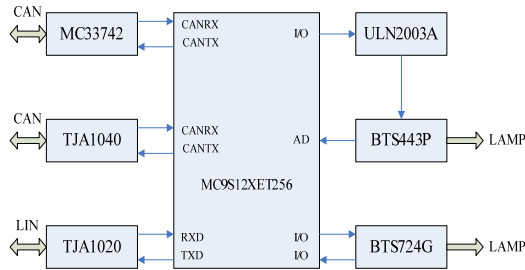 CAN
MC33742
CANRX
CANTX
I/O
ULN2003A
CAN
TJA1040
CANRX
CANTX
AD
BTS443P
LAMP
MC9S12XET256
LIN
TJA1020
RXD
TXD
I/O
I/O
BTS724G
LAMP